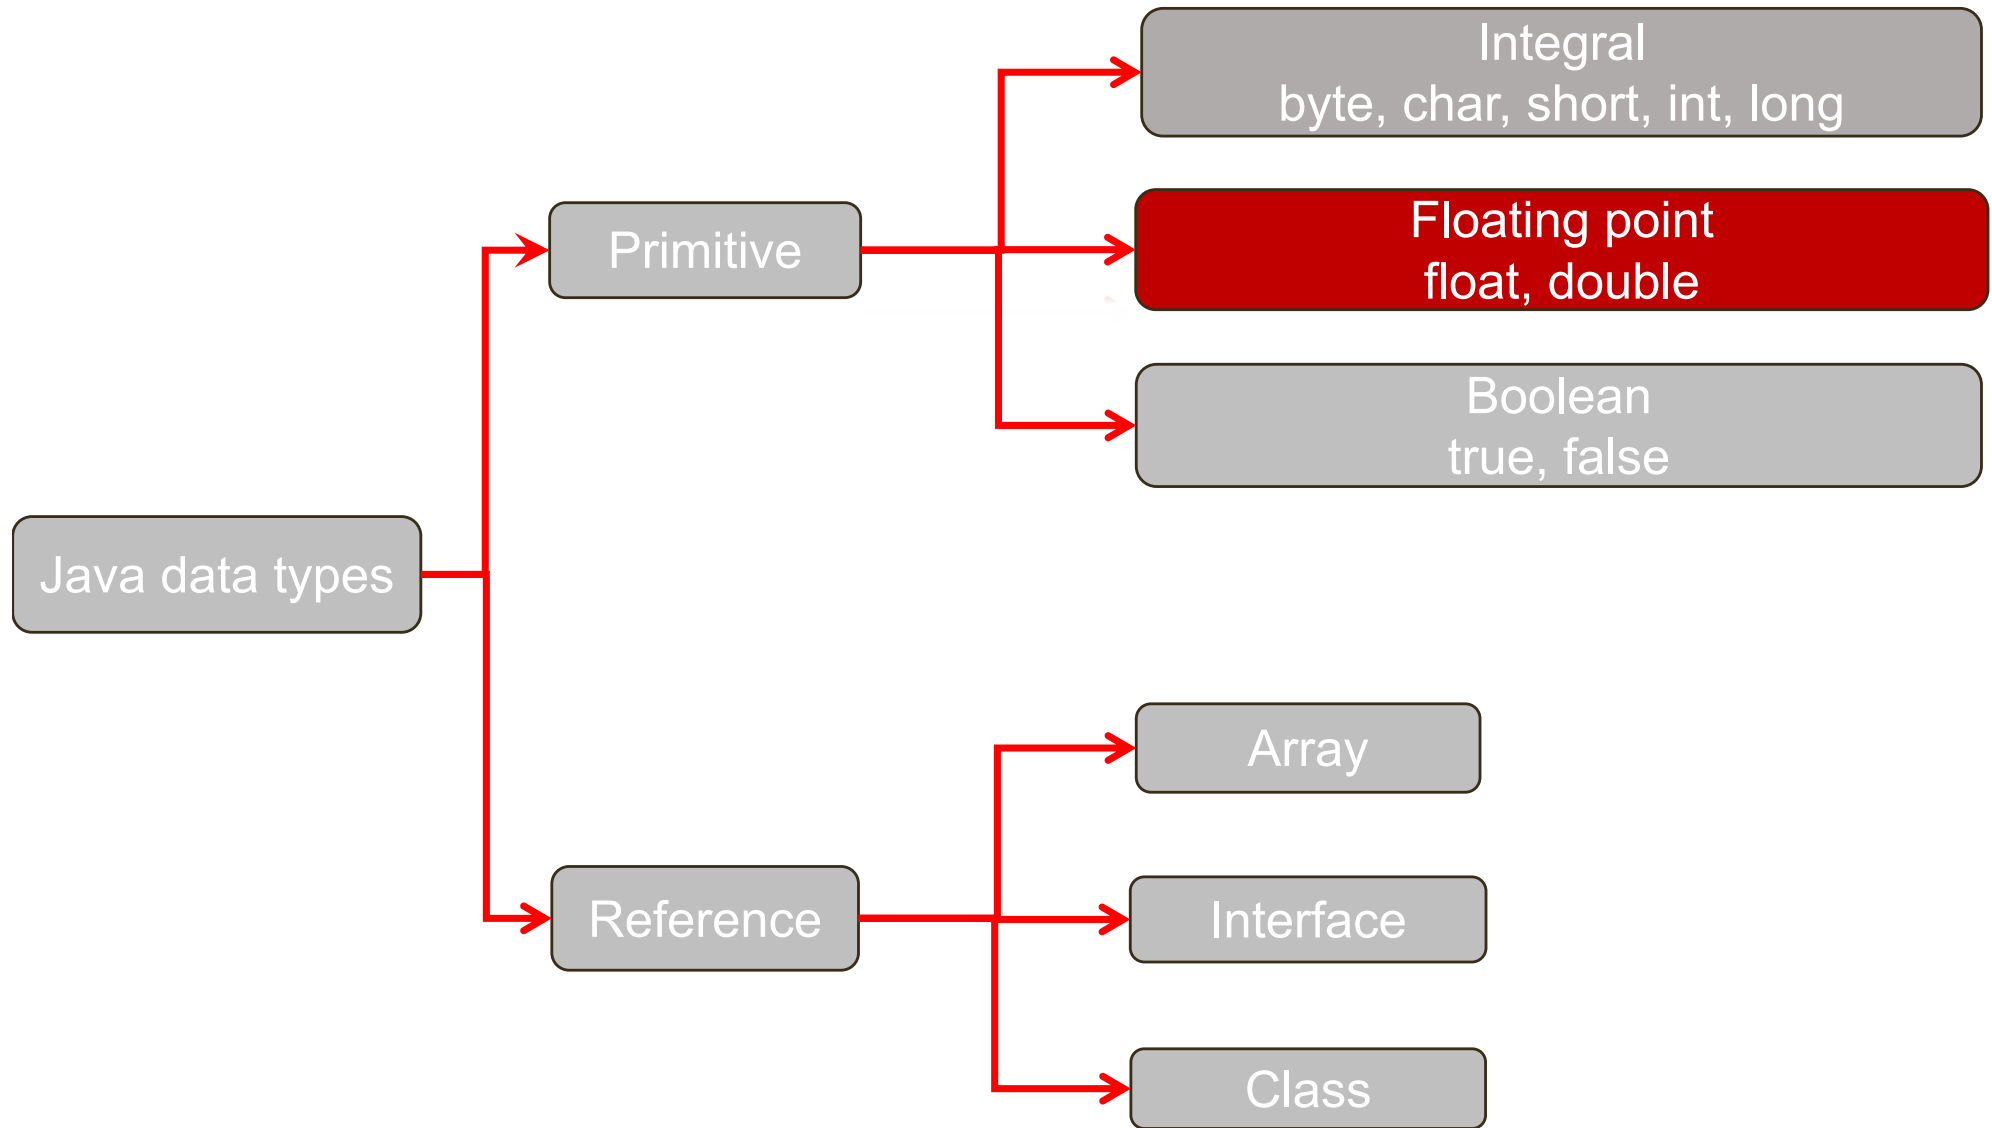 Integral
byte, char, short, int, long
Primitive
Floating point
float, double
Boolean
true, false
Java data types
Array
Reference
Interface
Class